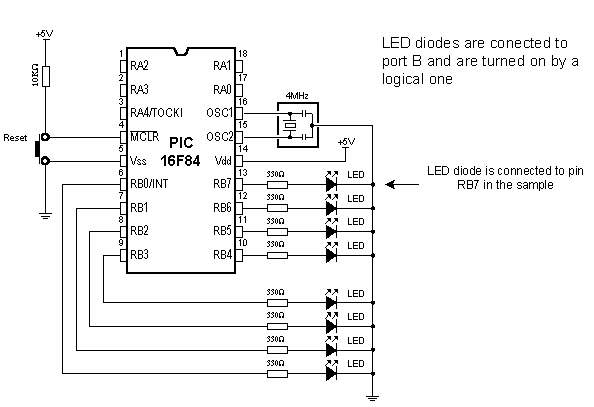 +5V
LED diodes are conected to
port B and are turned on by a
logical one
10KΩ
Reset
1 RA2 RA1 18
2 RA3 RA0 17
3 RA4/TOCKI OSC1 16
4 MCLR OSC2 15
5 Vss Vdd 14
6 RB0/INT RB7 13
7 RB1 RB6 12
8 RB2 RB5 11
9 RB3 RB4 10
PIC
16F84
4MHz
+5V
330Ω LED
330Ω LED
330Ω LED
330Ω LED
LED diode is connected to pin
RB7 in the sample
330Ω LED
330Ω LED
330Ω LED
330Ω LED